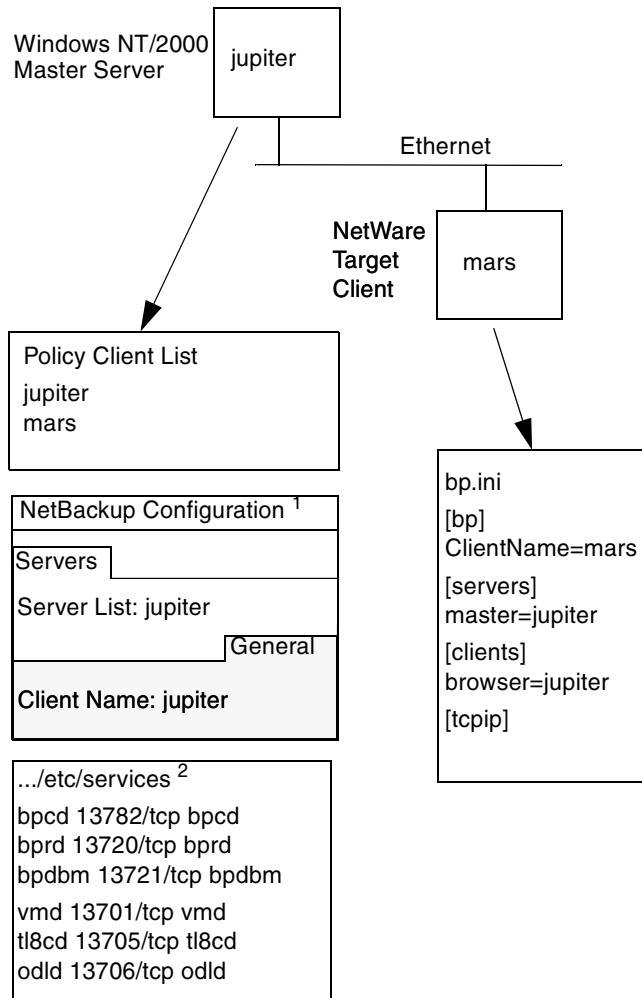 Windows NT/2000
Master Server
jupiter
Ethernet
NetWare
Target
Client
mars
Policy Client List
jupiter
mars
NetBackup Configuration 1
Servers
Server List: jupiter
General
Client Name: jupiter
.../etc/services 2
bpcd 13782/tcp bpcd
bprd 13720/tcp bprd
bpdbm 13721/tcp bpdbm
vmd 13701/tcp vmd
tl8cd 13705/tcp tl8cd
odld 13706/tcp odld
bp.ini
[bp]
ClientName=mars
[servers]
master=jupiter
[clients]
browser=jupiter
[tcpip]